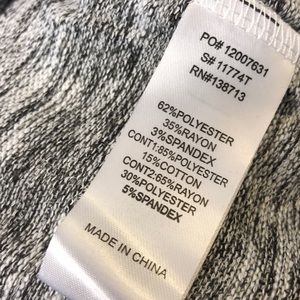 PO# 12007631
S# 11774T
RN#138713
62%POLYESTER
35%RAYON
3%SPANDEX
CONT1:85%POLYESTER
15%COTTON
CONT2:65%RAYON
30%POLYESTER
5%SPANDEX
MADE IN CHINA